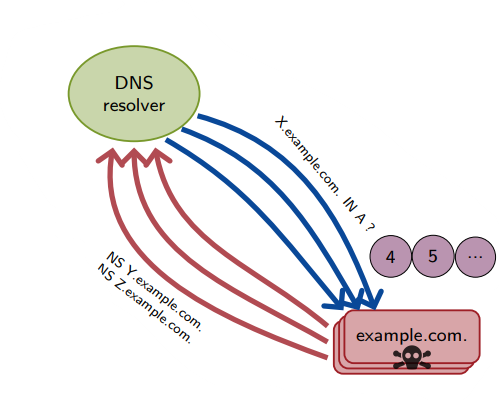 DNS
resolver
X.example.com. IN A ?
4 5 ...
NS Y.example.com.
NS Z.example.com.
example.com.